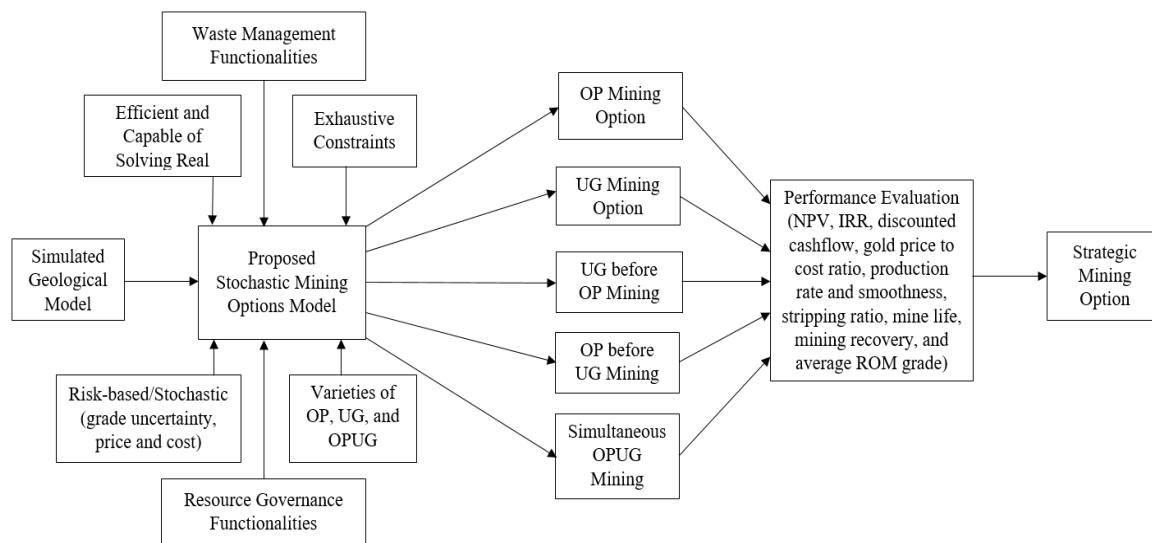 Waste Management
Functionalities
Efficient and
Capable of
Solving Real
Exhaustive
Constraints
Simulated
Geological
Model
Proposed
Stochastic Mining
Options Model
Risk-based/Stochastic
(grade uncertainty,
price and cost)
Varieties of
OP, UG, and
OPUG
Resource Governance
Functionalities
OP Mining
Option
UG Mining
Option
UG before
OP Mining
OP before
UG Mining
Simultaneous
OPUG
Mining
Performance Evaluation
(NPV, IRR, discounted
cashflow, gold price to
cost ratio, production
rate and smoothness,
stripping ratio, mine life,
mining recovery, and
average ROM grade)
Strategic
Mining
Option